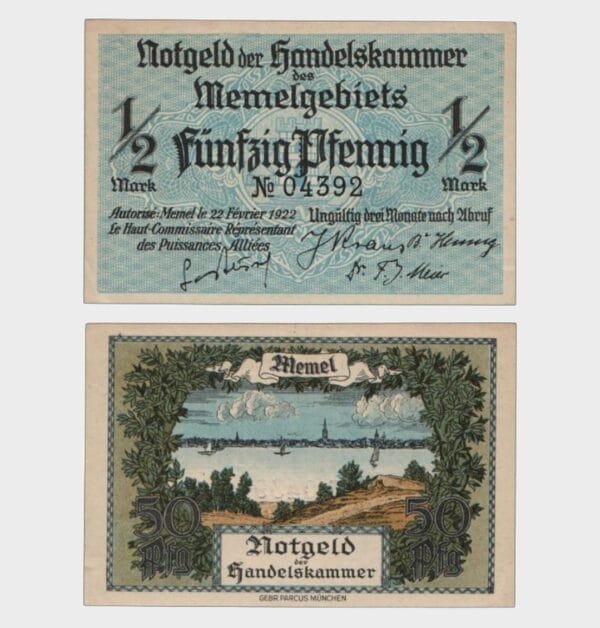 Notgeld der Handelskammer
des
Memelgebiets
1/2 Fünfzig Pfennig 1/2
Mark No 04392 Mark
Autorisé: Memel le 22 Février 1922
Le Haut-Commissaire Représentant
des Puissances Alliées
Ungültig drei Monate nach Abruf
Memel
50 Pfg
50 Pfg
Notgeld
der
Handelskammer
GEBR. PARCUS MÜNCHEN